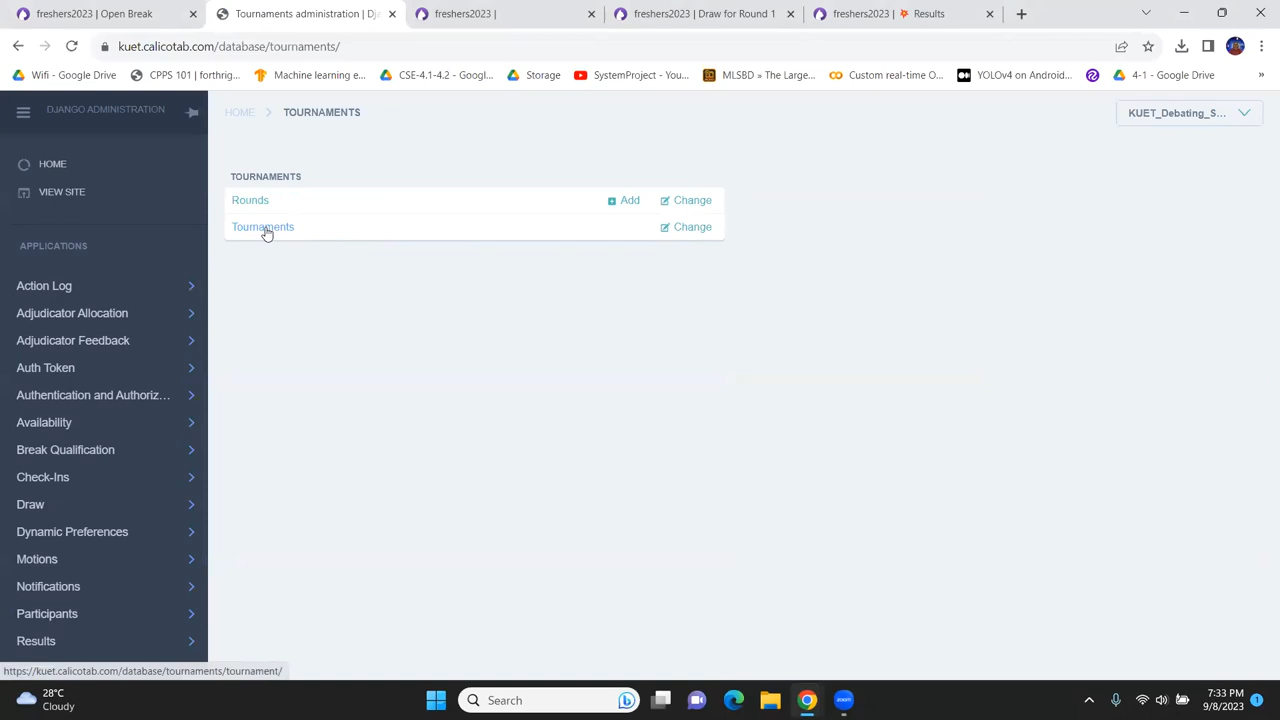 freshers2023 | Open Break
Tournaments administration | Dj
freshers2023 |
freshers2023 | Draw for Round 1
freshers2023 | Results
kuet.calicotab.com/database/tournaments/
Wifi - Google Drive
CPPS 101 | forthrig...
Machine learning e...
CSE-4.1-4.2 - Googl...
Storage
SystemProject - You...
MLSBD » The Large...
Custom real-time O...
YOLOv4 on Android...
4-1 - Google Drive
»
DJANGO ADMINISTRATION
HOME
TOURNAMENTS
KUET_Debating_S...
HOME
VIEW SITE
TOURNAMENTS
Rounds
Add
Change
Tournaments
Change
APPLICATIONS
Action Log
Adjudicator Allocation
Adjudicator Feedback
Auth Token
Authentication and Authoriz...
Availability
Break Qualification
Check-Ins
Draw
Dynamic Preferences
Motions
Notifications
Participants
Results
https://kuet.calicotab.com/database/tournaments/tournament/
28°C
Cloudy
Search
zoom
7:33 PM
9/8/2023
1